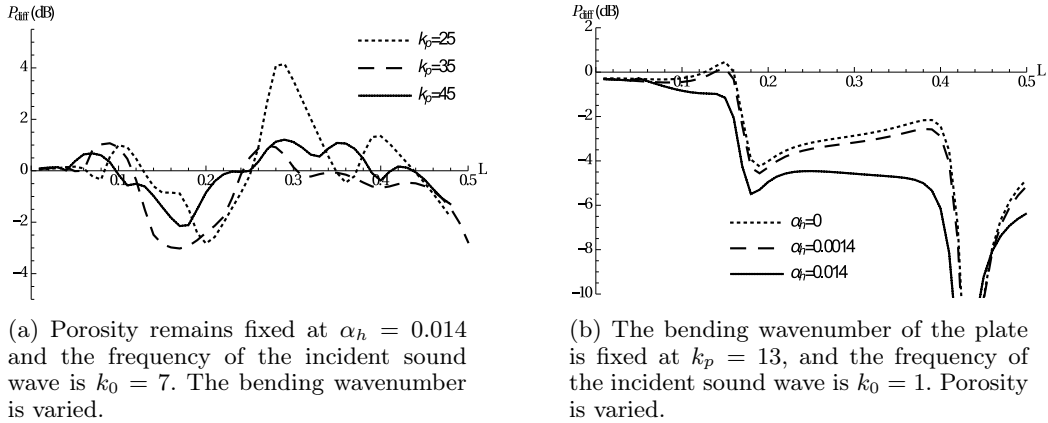 P_diff(dB)
4
2
0
−2
−4
0.1
0.2
0.3
0.4
0.5
L
k_p=25
k_p=35
k_p=45
(a) Porosity remains fixed at α_h = 0.014
and the frequency of the incident sound
wave is k_0 = 7. The bending wavenumber
is varied.
P_diff(dB)
2
0
−2
−4
−6
−8
−10
0.1
0.2
0.3
0.4
0.5
L
α_h=0
α_h=0.0014
α_h=0.014
(b) The bending wavenumber of the plate
is fixed at k_p = 13, and the frequency of
the incident sound wave is k_0 = 1. Porosity
is varied.